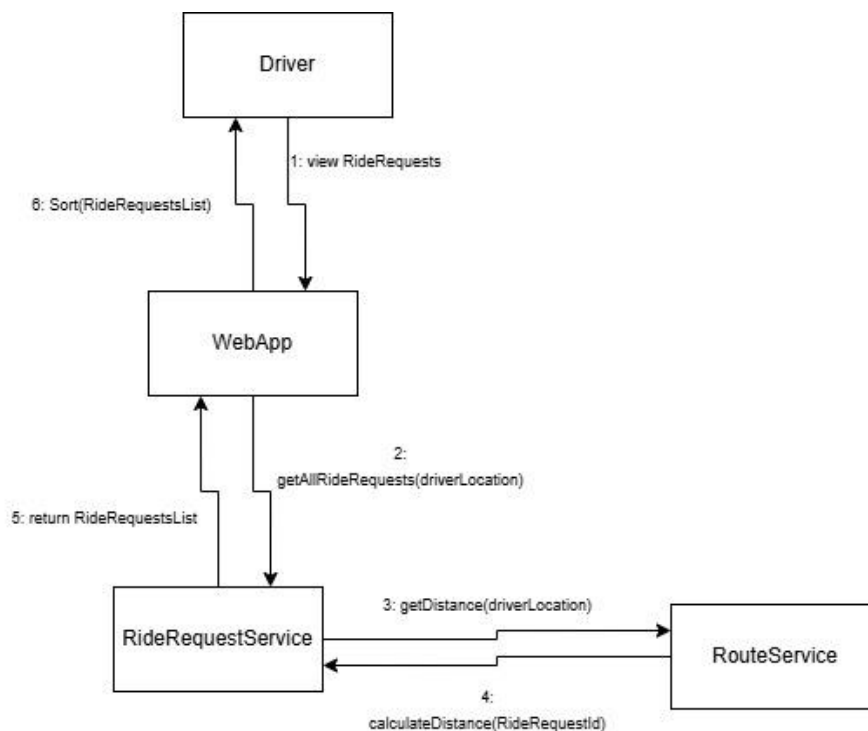 Driver
1: view RideRequests
6: Sort(RideRequestsList)
WebApp
2:
getAllRideRequests(driverLocation)
5: return RideRequestsList
3: getDistance(driverLocation)
RideRequestService
RouteService
4:
calculateDistance(RideRequestId)